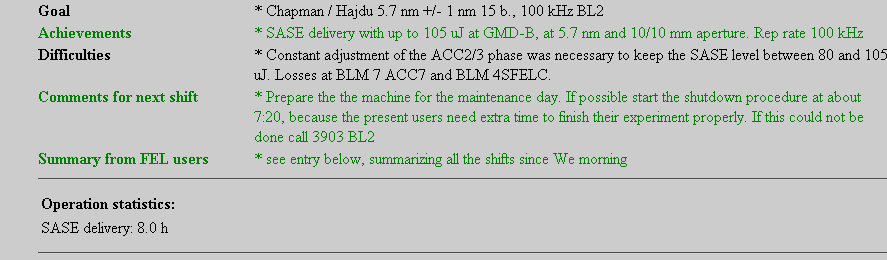 Goal * Chapman / Hajdu 5.7 nm +/- 1 nm 15 b., 100 kHz BL2
Achievements * SASE delivery with up to 105 uJ at GMD-B, at 5.7 nm and 10/10 mm aperture. Rep rate 100 kHz
Difficulties * Constant adjustment of the ACC2/3 phase was necessary to keep the SASE level between 80 and 105
uJ. Losses at BLM 7 ACC7 and BLM 4SFELC.
Comments for next shift * Prepare the the machine for the maintenance day. If possible start the shutdown procedure at about
7:20, because the present users need extra time to finish their experiment properly. If this could not be
done call 3903 BL2
Summary from FEL users * see entry below, summarizing all the shifts since We morning
Operation statistics:
SASE delivery: 8.0 h